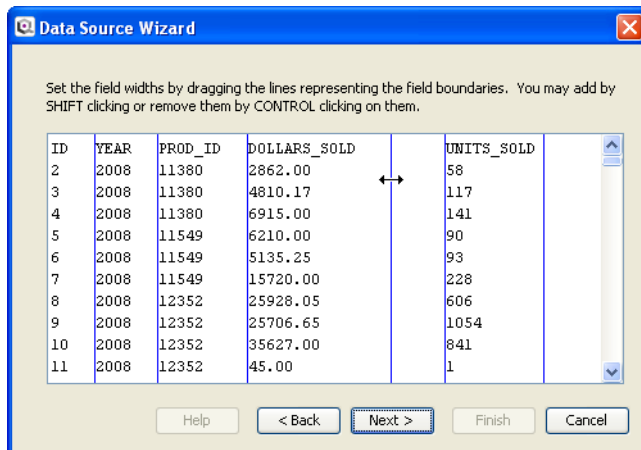 Data Source Wizard
Set the field widths by dragging the lines representing the field boundaries. You may add by
SHIFT clicking or remove them by CONTROL clicking on them.
ID YEAR PROD_ID DOLLARS_SOLD UNITS_SOLD
2 2008 11380 2862.00 58
3 2008 11380 4810.17 117
4 2008 11380 6915.00 141
5 2008 11549 6210.00 90
6 2008 11549 5135.25 93
7 2008 11549 15720.00 228
8 2008 12352 25928.05 606
9 2008 12352 25706.65 1054
10 2008 12352 35627.00 841
11 2008 12352 45.00 1
Help < Back Next > Finish Cancel